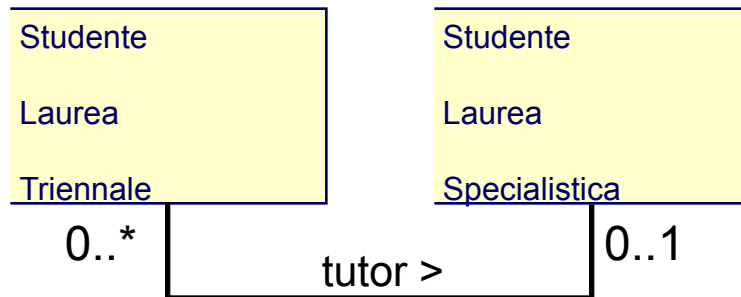 Studente
Laurea
Triennale
Studente
Laurea
Specialistica
0..*
tutor >
0..1